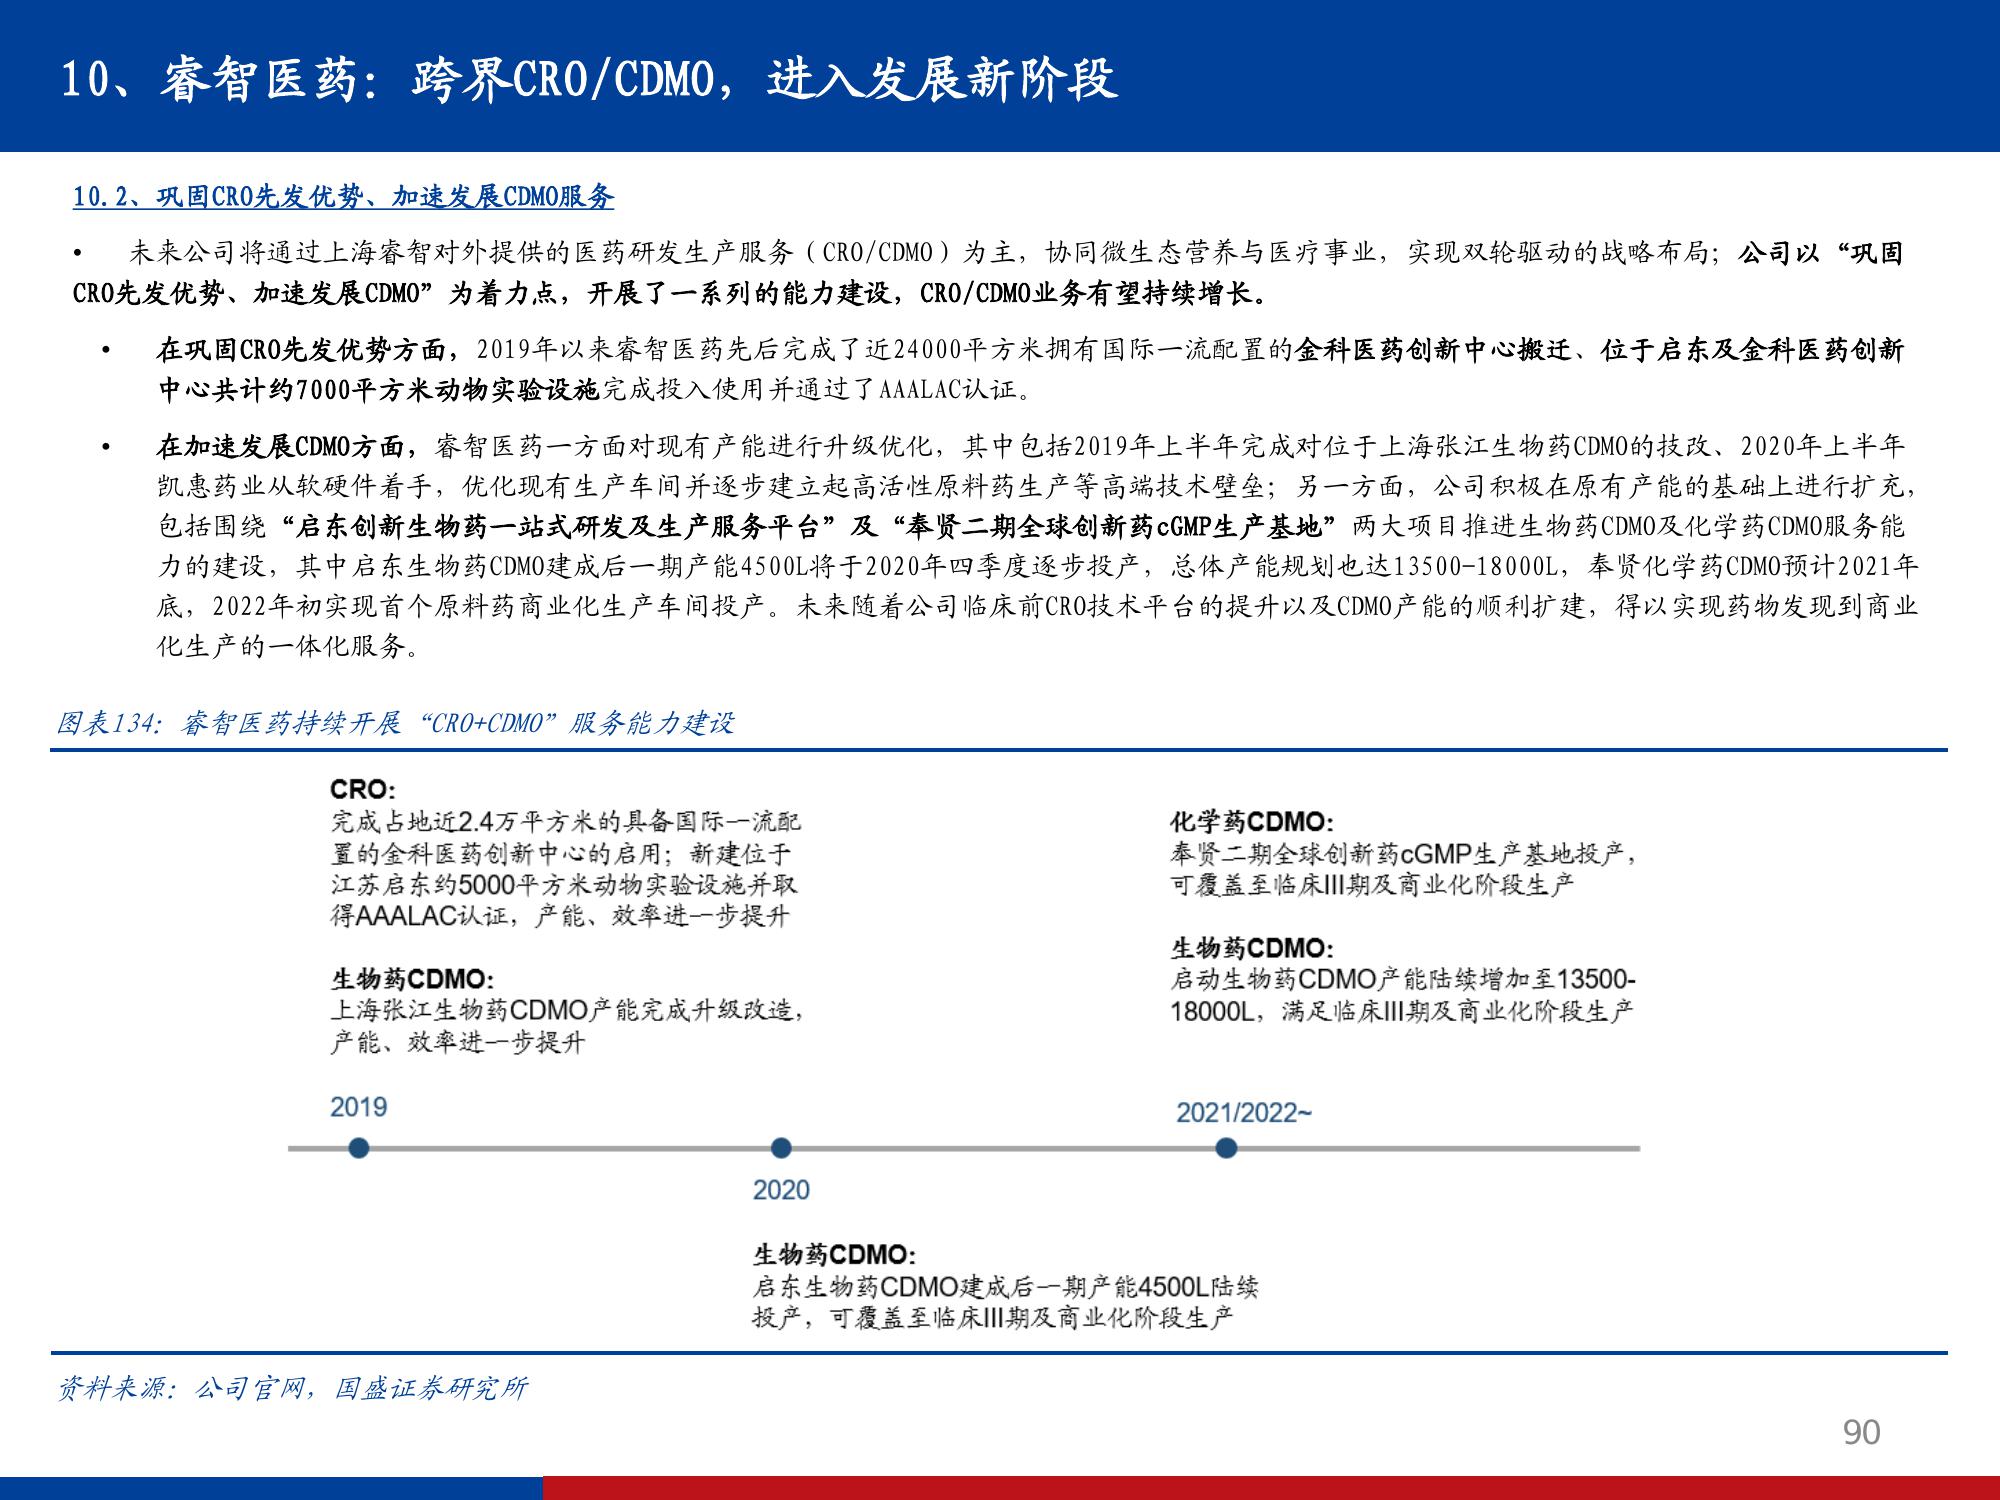 10、睿智医药：跨界CRO/CDMO，进入发展新阶段
10.2、巩固CRO先发优势、加速发展CDMO服务
• 未来公司将通过上海睿智对外提供的医药研发生产服务（CRO/CDMO）为主，协同微生态营养与医疗事业，实现双轮驱动的战略布局；公司以“巩固
CRO先发优势、加速发展CDMO”为着力点，开展了一系列的能力建设，CRO/CDMO业务有望持续增长。
• 在巩固CRO先发优势方面，2019年以来睿智医药先后完成了近24000平方米拥有国际一流配置的金科医药创新中心搬迁、位于启东及金科医药创新
中心共计约7000平方米动物实验设施完成投入使用并通过了AAALAC认证。
• 在加速发展CDMO方面，睿智医药一方面对现有产能进行升级优化，其中包括2019年上半年完成对位于上海张江生物药CDMO的技改、2020年上半年
凯惠药业从软硬件着手，优化现有生产车间并逐步建立起高活性原料药生产等高端技术壁垒；另一方面，公司积极在原有产能的基础上进行扩充，
包括围绕“启东创新生物药一站式研发及生产服务平台”及“奉贤二期全球创新药cGMP生产基地”两大项目推进生物药CDMO及化学药CDMO服务能
力的建设，其中启东生物药CDMO建成后一期产能4500L将于2020年四季度逐步投产，总体产能规划也达13500-18000L，奉贤化学药CDMO预计2021年
底，2022年初实现首个原料药商业化生产车间投产。未来随着公司临床前CRO技术平台的提升以及CDMO产能的顺利扩建，得以实现药物发现到商业
化生产的一体化服务。
图表134：睿智医药持续开展“CRO+CDMO”服务能力建设
CRO:
完成占地近2.4万平方米的具备国际一流配
置的金科医药创新中心的启用；新建位于
江苏启东约5000平方米动物实验设施并取
得AAALAC认证，产能、效率进一步提升
生物药CDMO:
上海张江生物药CDMO产能完成升级改造，
产能、效率进一步提升
2019
化学药CDMO:
奉贤二期全球创新药cGMP生产基地投产，
可覆盖至临床III期及商业化阶段生产
生物药CDMO:
启动生物药CDMO产能陆续增加至13500-
18000L，满足临床III期及商业化阶段生产
2021/2022~
2020
生物药CDMO:
启东生物药CDMO建成后一期产能4500L陆续
投产，可覆盖至临床III期及商业化阶段生产
资料来源：公司官网，国盛证券研究所
90